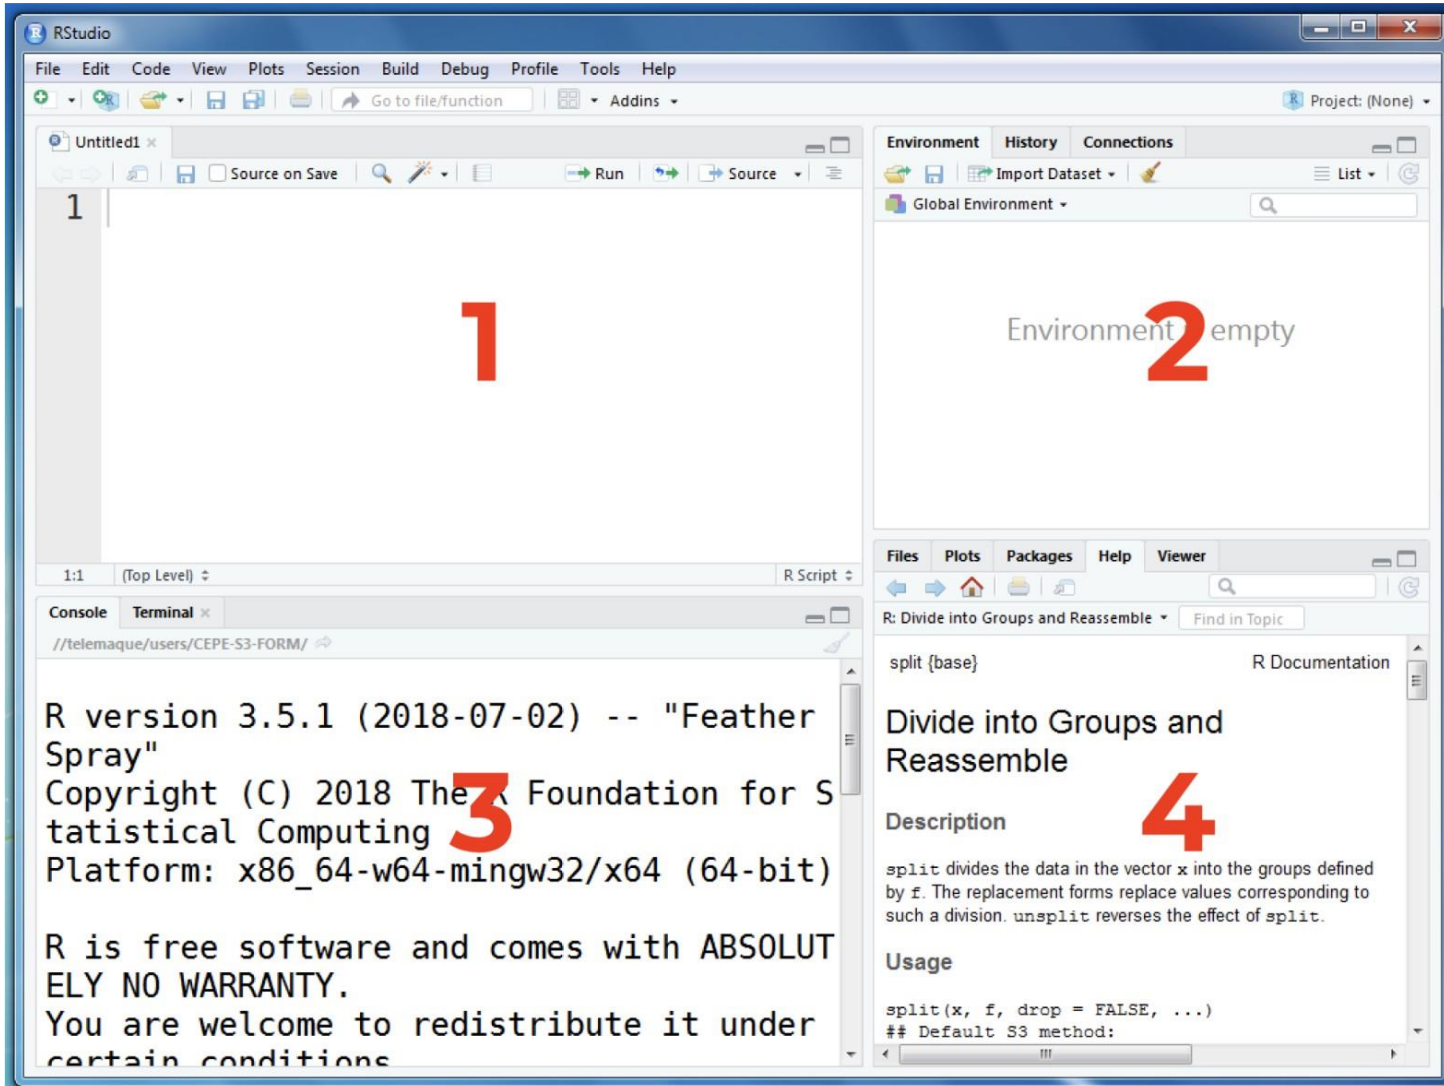 RStudio
File Edit Code View Plots Session Build Debug Profile Tools Help
Go to file/function Addins Project: (None)
Untitled1
Source on Save Run Source
1
1
1:1 (Top Level) R Script
Environment History Connections
Import Dataset List
Global Environment
Environment empty
2
Console Terminal
//telemaque/users/CEPE-S3-FORM/
R version 3.5.1 (2018-07-02) -- "Feather
Spray"
Copyright (C) 2018 The R Foundation for S
tatistical Computing
Platform: x86_64-w64-mingw32/x64 (64-bit)
R is free software and comes with ABSOLUT
ELY NO WARRANTY.
You are welcome to redistribute it under
certain conditions
3
Files Plots Packages Help Viewer
R: Divide into Groups and Reassemble Find in Topic
split {base} R Documentation
Divide into Groups and
Reassemble
4
Description
split divides the data in the vector x into the groups defined
by f. The replacement forms replace values corresponding to
such a division. unsplit reverses the effect of split.
Usage
split(x, f, drop = FALSE, ...)
## Default S3 method: